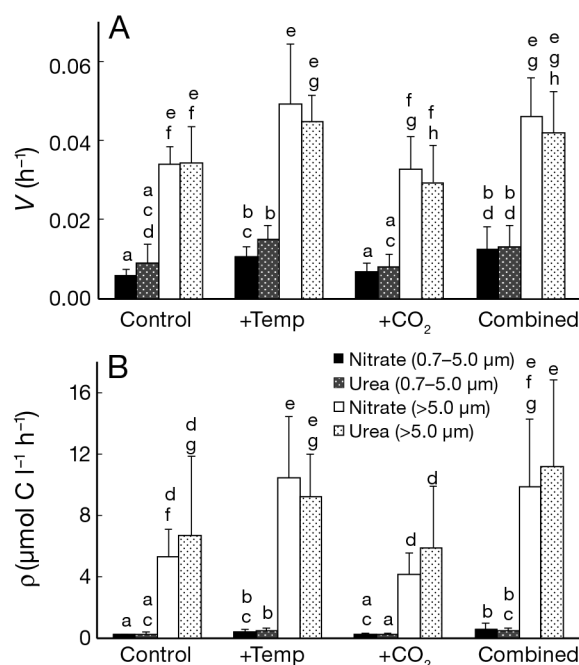 A
V (h⁻¹)
0.06
0.04
0.02
0.00
a
a
c
d
e
f
e
f
b
c
b
e
e
g
a
a
c
f
g
f
h
b
d
b
d
e
g
e
g
h
Control +Temp +CO₂ Combined
B
ρ (µmol C l⁻¹ h⁻¹)
16
12
8
4
0
Nitrate (0.7–5.0 µm)
Urea (0.7–5.0 µm)
Nitrate (>5.0 µm)
Urea (>5.0 µm)
a
a
c
d
f
d
g
b
c
b
e
e
g
a
c
a
d
d
b
b
c
e
f
g
e
Control +Temp +CO₂ Combined